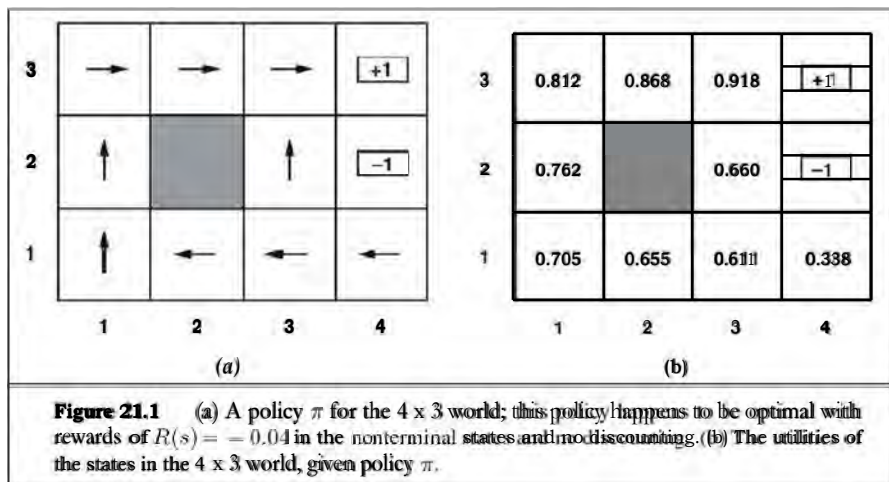 3 +1
2 −1
1
1 2 3 4
(a)
3 0.812 0.868 0.918 +1
2 0.762 0.660 −1
1 0.705 0.655 0.611 0.338
1 2 3 4
(b)
Figure 21.1 (a) A policy π for the 4 x 3 world; this policy happens to be optimal with
rewards of R(s) = = 0.04 in the nonterminal states and no discounting. (b) The utilities of
the states in the 4 x 3 world, given policy π.